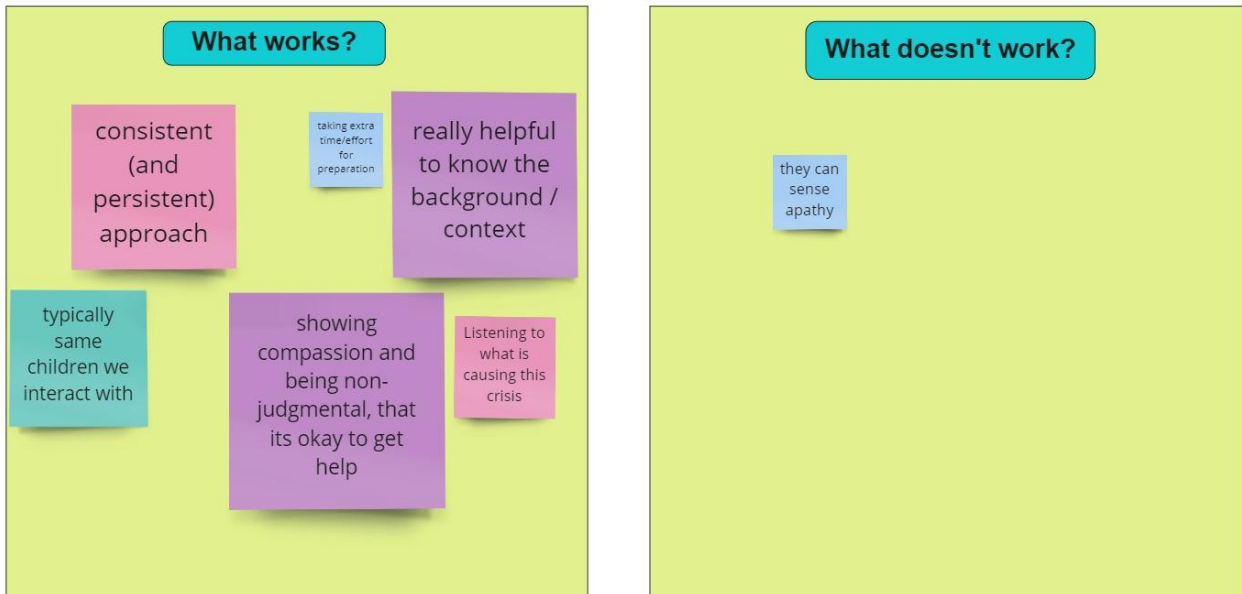 What works?
consistent
(and
persistent)
approach
taking extra
time/effort
for
preparation
really helpful
to know the
background /
context
typically
same
children we
interact with
showing
compassion and
being non-
judgmental, that
its okay to get
help
Listening to
what is
causing this
crisis
What doesn't work?
they can
sense
apathy